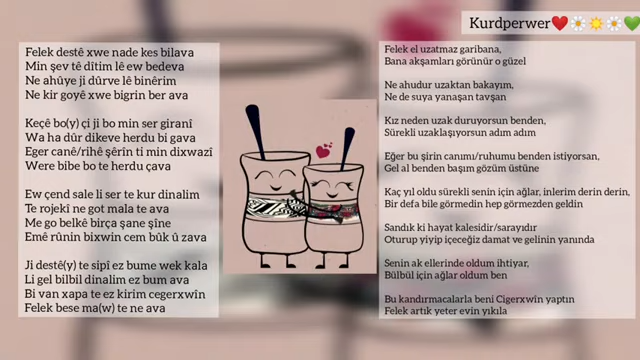 Kurdperwer❤️🌼☀️🌼💚
Felek destê xwe nade kes bilava
Min şev tê dîtim lê ew bedeva
Ne ahûye ji dûrve lê binêrim
Ne kir goyê xwe bigrin ber ava
Keçê bo(y) çi ji bo min ser giranî
Wa ha dûr dikeve herdu bi gava
Eger canê/rihê şêrîn ti min dixwazî
Were bibe bo te herdu çava
Ew çend sale li ser te kur dinalim
Te rojekî ne got mala te ava
Me go belkê birça şane şîne
Emê rûnin bixwin cem bûk û zava
Ji destê(y) te sipî ez bume wek kala
Li gel bilbil dinalim ez bum ava
Bi van xapa te ez kirim cegerxwîn
Felek bese ma(w) te ne ava
Felek el uzatmaz garibana,
Bana akşamları görünür o güzel
Ne ahudur uzaktan bakayım,
Ne de suya yanaşan tavşan
Kız neden uzak duruyorsun benden,
Sürekli uzaklaşıyorsun adım adım
Eğer bu şirin canımı/ruhumu benden istiyorsan,
Gel al benden başım gözüm üstüne
Kaç yıl oldu sürekli senin için ağlar, inlerim derin derin,
Bir defa bile görmedin hep görmezden geldin
Sandık ki hayat kalesidir/sarayıdır
Oturup yiyip içeceğiz damat ve gelinin yanında
Senin ak ellerinde oldum ihtiyar,
Bülbül için ağlar oldum ben
Bu kandırmacalarla beni Cigerxwîn yaptın
Felek artık yeter evin yıkıla